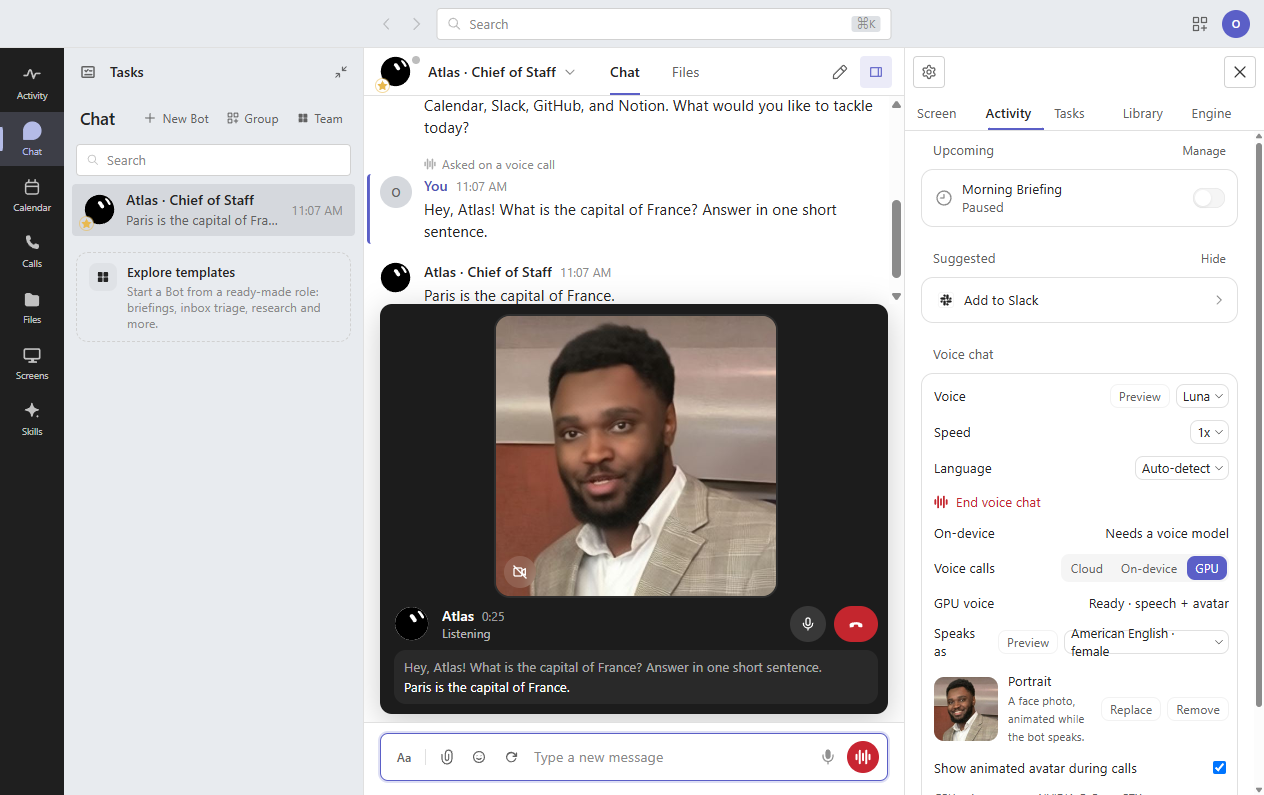 Search
⌘K
O
Activity
Chat
Calendar
Calls
Files
Screens
Skills
Tasks
Chat
New Bot
Group
Team
Search
Atlas · Chief of Staff
Paris is the capital of Fra...
11:07 AM
Explore templates
Start a Bot from a ready-made role:
briefings, inbox triage, research and
more.
Atlas · Chief of Staff
Chat
Files
Calendar, Slack, GitHub, and Notion. What would you like to tackle
today?
Asked on a voice call
O
You 11:07 AM
Hey, Atlas! What is the capital of France? Answer in one short
sentence.
Atlas · Chief of Staff 11:07 AM
Paris is the capital of France.
Atlas 0:25
Listening
Hey, Atlas! What is the capital of France? Answer in one short sentence.
Paris is the capital of France.
Aa
Type a new message
Screen
Activity
Tasks
Library
Engine
Upcoming
Manage
Morning Briefing
Paused
Suggested
Hide
Add to Slack
Voice chat
Voice
Preview
Luna
Speed
1x
Language
Auto-detect
End voice chat
On-device
Needs a voice model
Voice calls
Cloud
On-device
GPU
GPU voice
Ready · speech + avatar
Speaks
as
Preview
American English ·
female
Portrait
A face photo,
animated while
the bot speaks.
Replace
Remove
Show animated avatar during calls